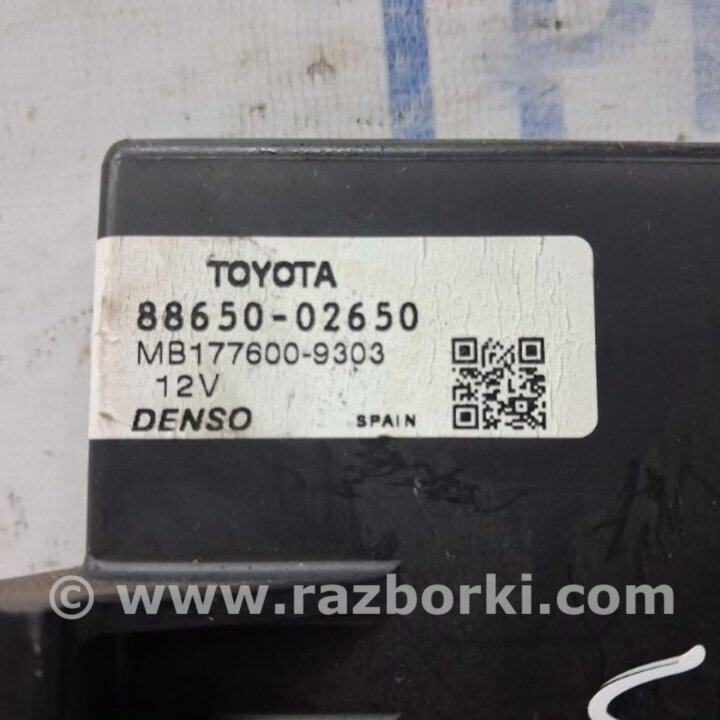 TOYOTA
88650-02650
MB177600-9303
12V
DENSO SPAIN
© www.razborki.com